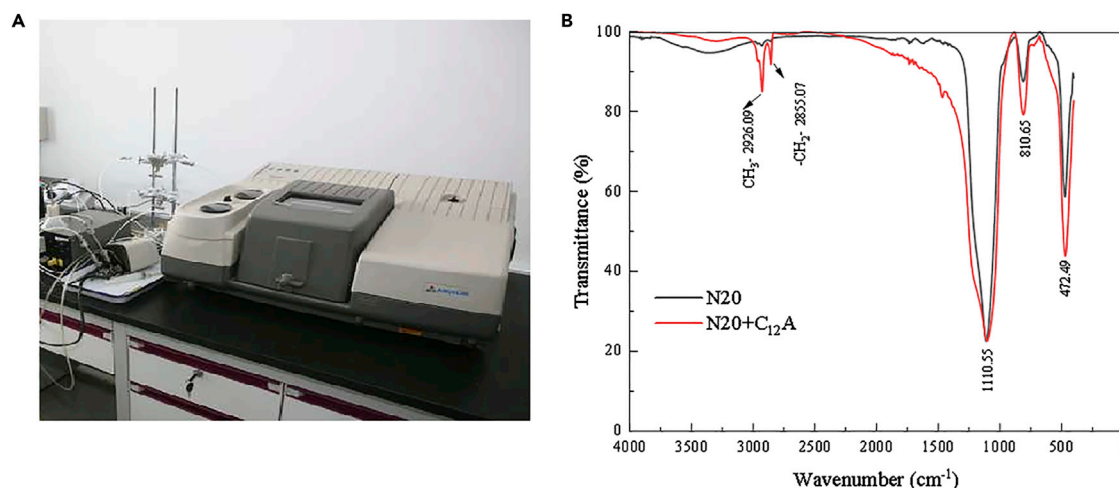 A
B
100
80
60
40
20
0
Transmittance (%)
CH₃- 2926.09
-CH₂- 2855.07
810.65
472.49
1110.55
N20
N20+C₁₂A
4000 3500 3000 2500 2000 1500 1000 500
Wavenumber (cm⁻¹)